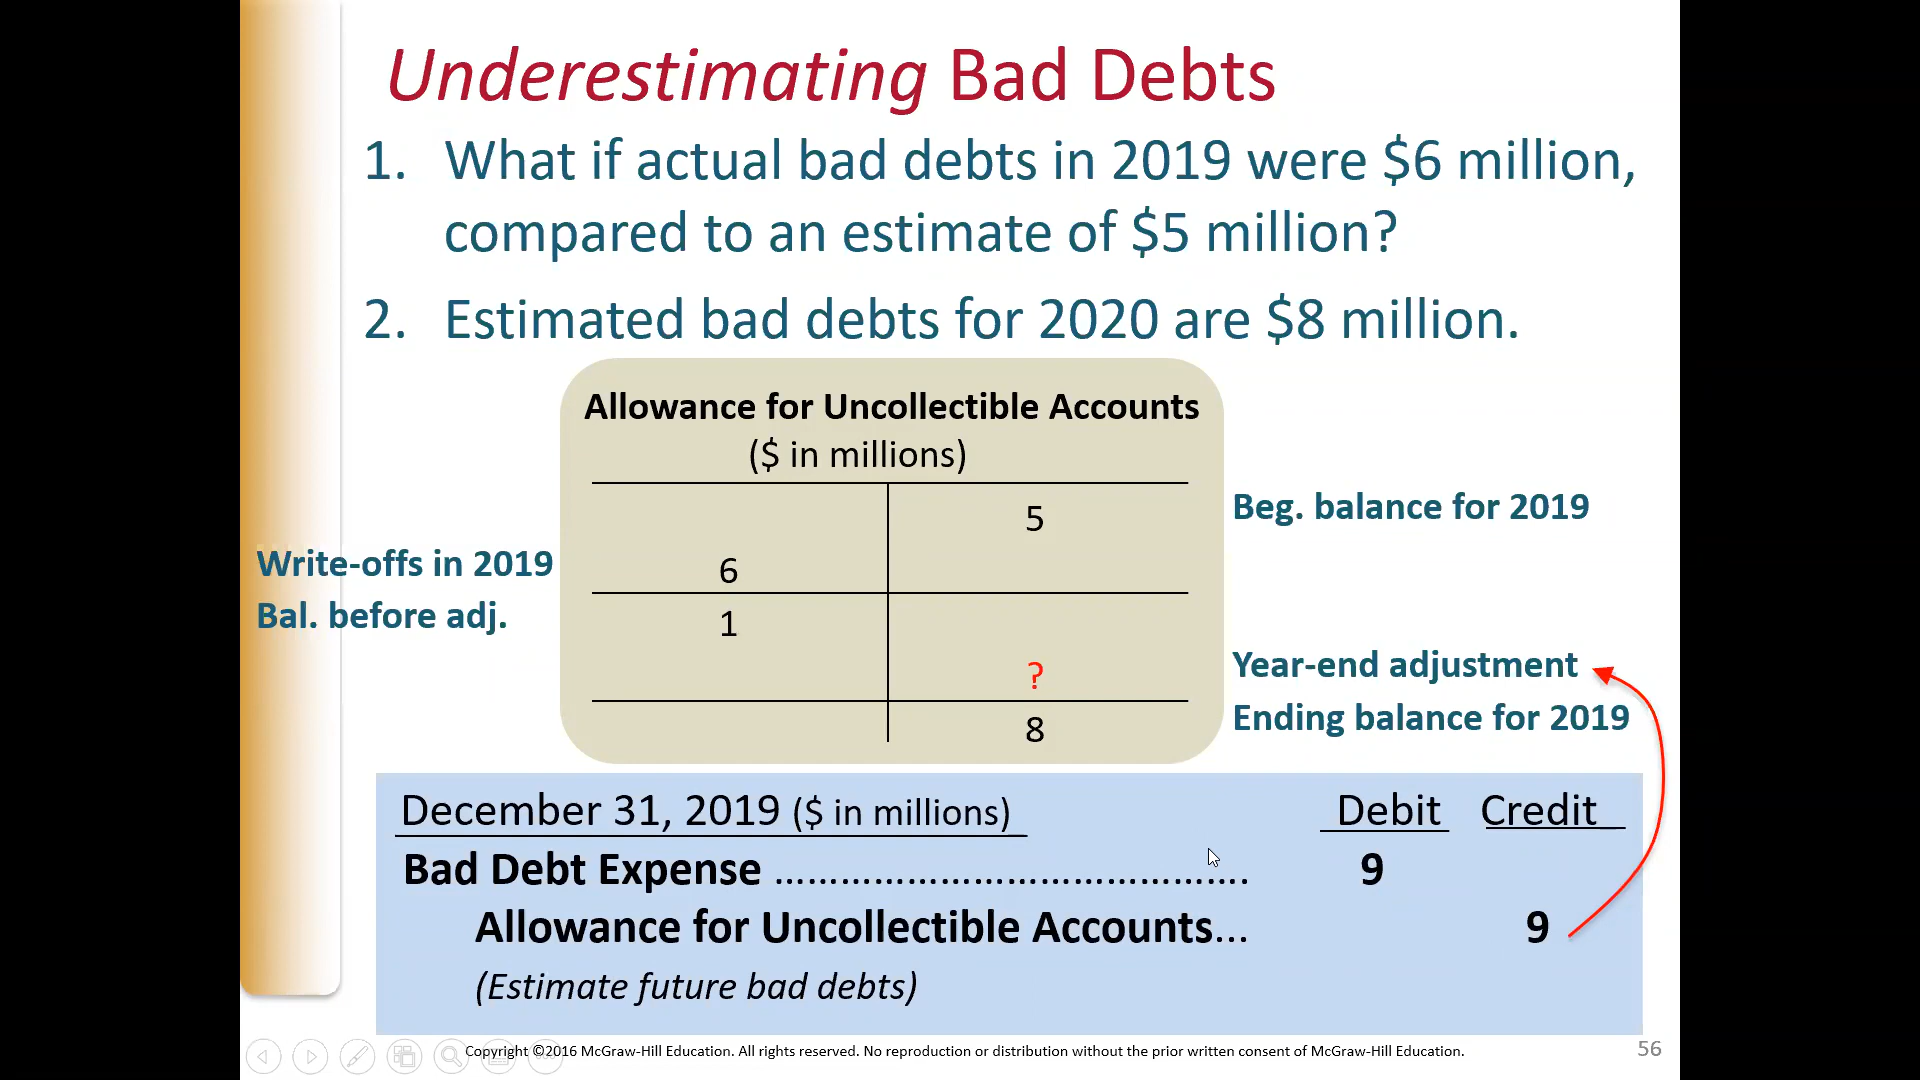 Underestimating Bad Debts
1. What if actual bad debts in 2019 were $6 million,
compared to an estimate of $5 million?
2. Estimated bad debts for 2020 are $8 million.
Allowance for Uncollectible Accounts
($ in millions)
5 Beg. balance for 2019
Write-offs in 2019 6
Bal. before adj. 1
? Year-end adjustment
8 Ending balance for 2019
December 31, 2019 ($ in millions) Debit Credit
Bad Debt Expense ............................................. 9
Allowance for Uncollectible Accounts... 9
(Estimate future bad debts)
Copyright ©2016 McGraw-Hill Education. All rights reserved. No reproduction or distribution without the prior written consent of McGraw-Hill Education.
56